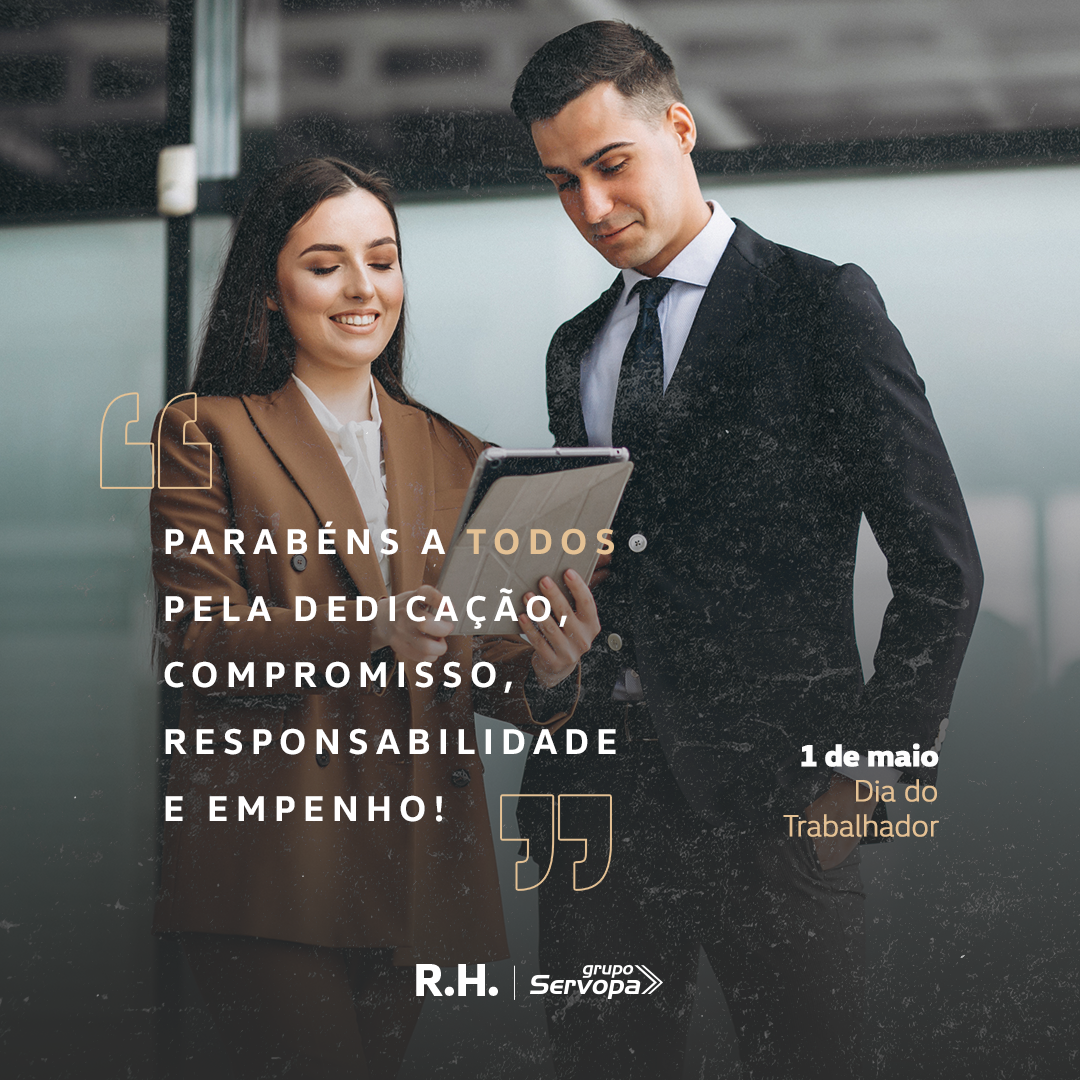 PARABÉNS A TODOS
PELA DEDICAÇÃO,
COMPROMISSO,
RESPONSABILIDADE
E EMPENHO!
1 de maio
Dia do
Trabalhador
R.H.
grupo
Servopa